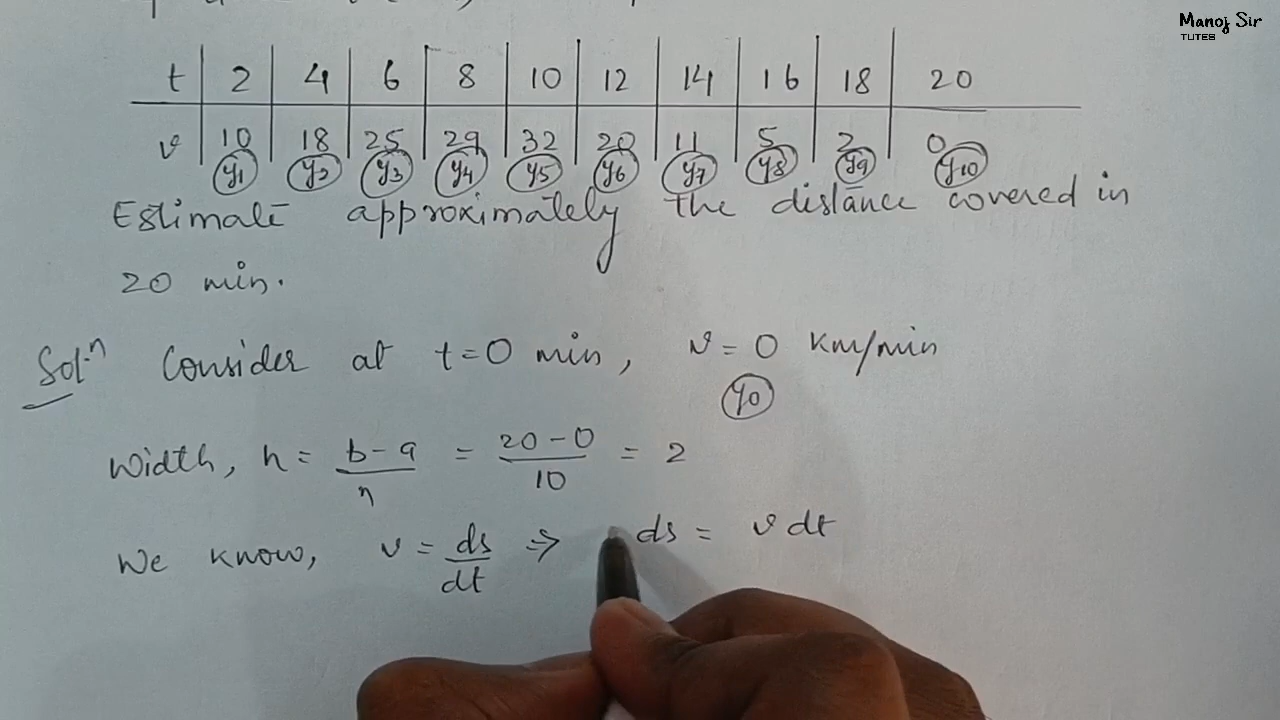 Manoj Sir
TUTES
t 2 4 6 8 10 12 14 16 18 20
v 10 18 25 29 32 20 11 5 2 0
y1 y2 y3 y4 y5 y6 y7 y8 y9 y10
Estimate approximately the distance covered in
20 min.
Sol.n Consider at t=0 min, v = 0 km/min
y0
Width, h = b-a/n = 20-0/10 = 2
We know, v = ds/dt ⇒ ds = v dt